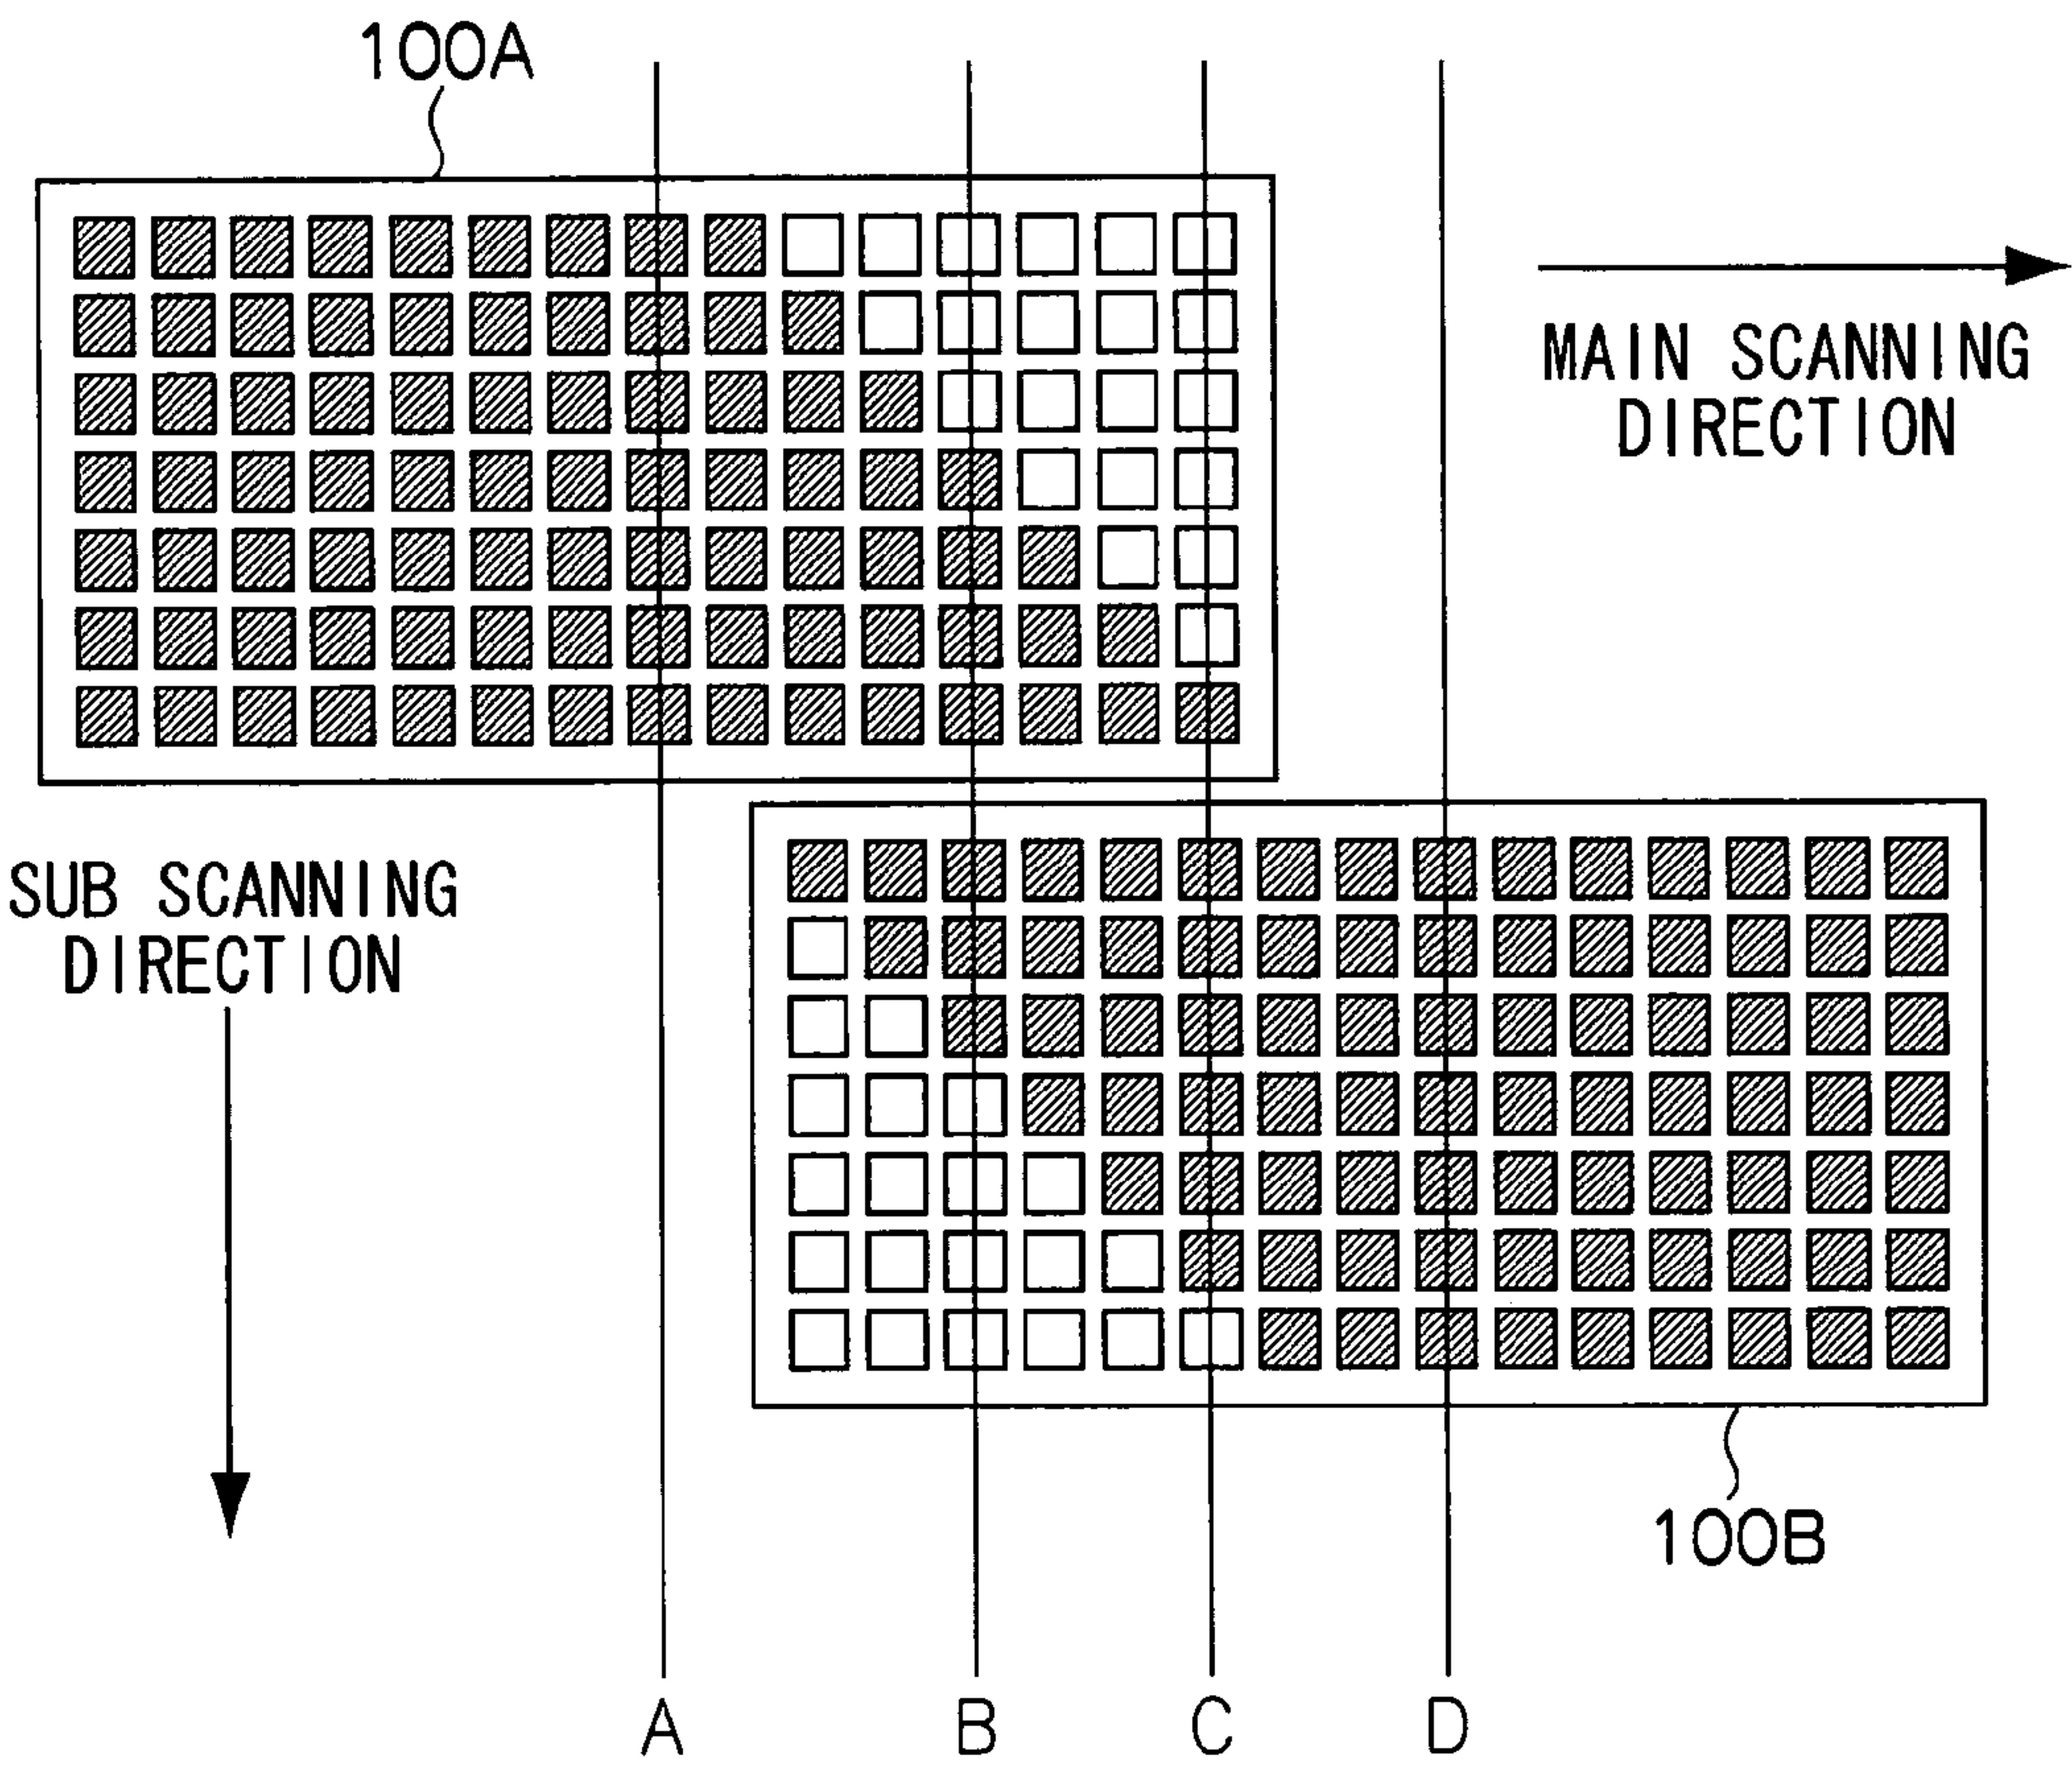 100A
MAIN SCANNING
DIRECTION
SUB SCANNING
DIRECTION
100B
A B C D